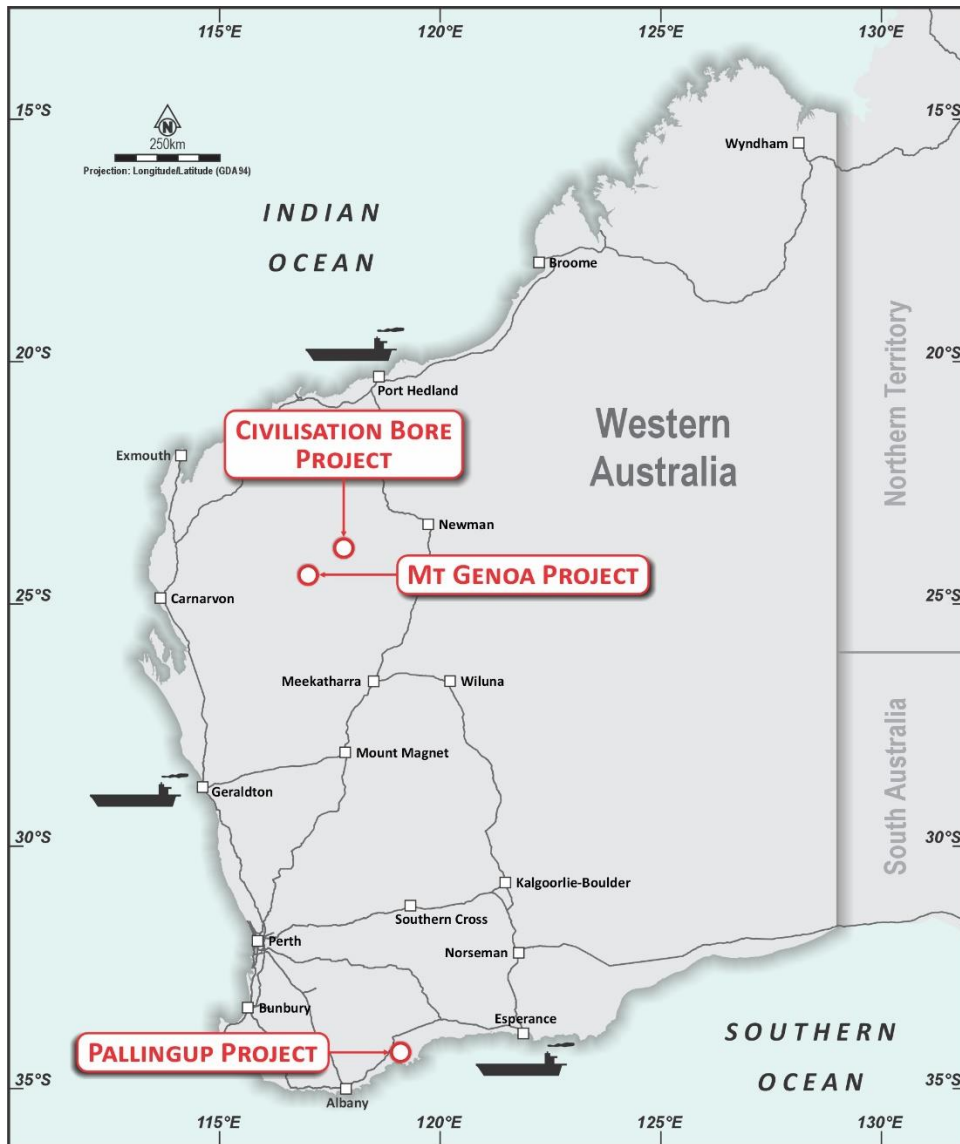 115°E 120°E 125°E 130°E
15°S 15°S
N
250km
Projection: Longitude/Latitude (GDA94)
Wyndham
INDIAN
OCEAN
Broome
20°S 20°S
Northern Territory
Port Hedland
Western
Australia
CIVILISATION BORE
PROJECT
Exmouth
Newman
MT GENOA PROJECT
25°S 25°S
Carnarvon
Meekatharra
Wiluna
South Australia
Mount Magnet
Geraldton
30°S 30°S
Kalgoorlie-Boulder
Southern Cross
Perth
Norseman
Bunbury
Esperance
SOUTHERN
OCEAN
PALLINGUP PROJECT
35°S 35°S
Albany
115°E 120°E 125°E 130°E